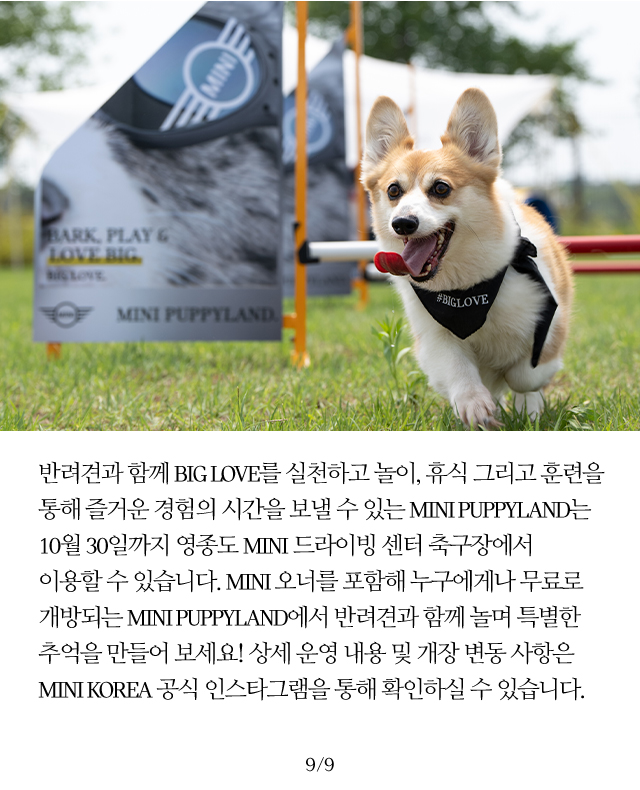 MINI
BARK, PLAY &
LOVE BIG.
BIG LOVE.
MINI PUPPYLAND.
#BIGLOVE
반려견과 함께 BIG LOVE를 실천하고 놀이, 휴식 그리고 훈련을
통해 즐거운 경험의 시간을 보낼 수 있는 MINI PUPPYLAND는
10월 30일까지 영종도 MINI 드라이빙 센터 축구장에서
이용할 수 있습니다. MINI 오너를 포함해 누구에게나 무료로
개방되는 MINI PUPPYLAND에서 반려견과 함께 놀며 특별한
추억을 만들어 보세요! 상세 운영 내용 및 개장 변동 사항은
MINI KOREA 공식 인스타그램을 통해 확인하실 수 있습니다.
9/9